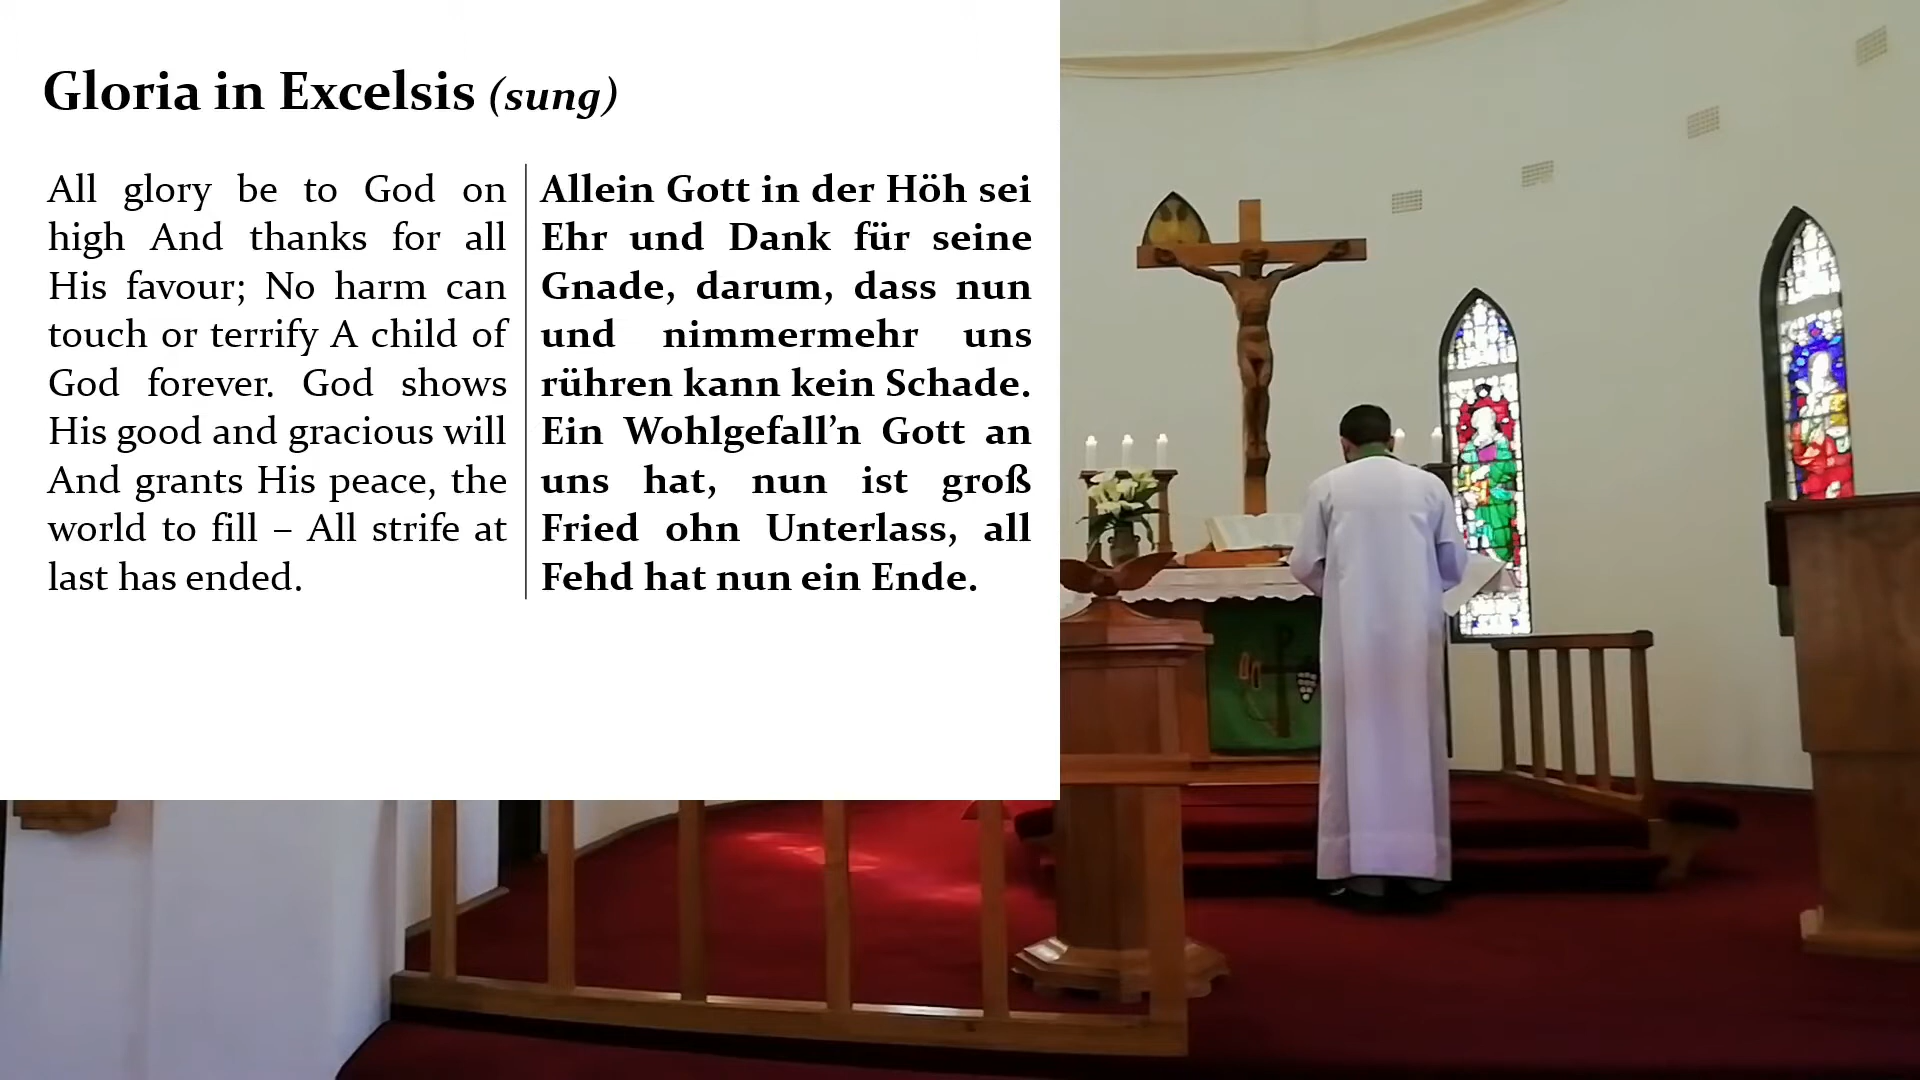 Gloria in Excelsis (sung)
All glory be to God on
high And thanks for all
His favour; No harm can
touch or terrify A child of
God forever. God shows
His good and gracious will
And grants His peace, the
world to fill – All strife at
last has ended.
Allein Gott in der Höh sei
Ehr und Dank für seine
Gnade, darum, dass nun
und nimmermehr uns
rühren kann kein Schade.
Ein Wohlgefall’n Gott an
uns hat, nun ist groß
Fried ohn Unterlass, all
Fehd hat nun ein Ende.